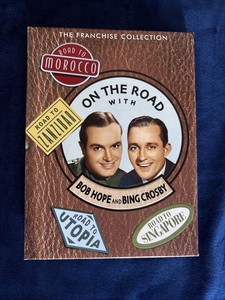 THE FRANCHISE COLLECTION
ROAD TO
MOROCCO
ON THE ROAD
WITH
ROAD TO
ZANZIBAR
BOB HOPE AND BING CROSBY
ROAD TO
UTOPIA
ROAD TO
SINGAPORE